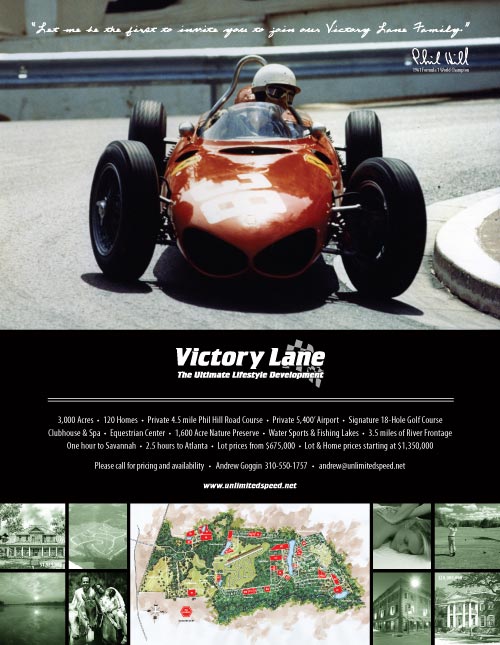 "Let me be the first to invite you to join our Victory Lane Family."
Phil Hill
1961 Formula 1 World Champion
Victory Lane
The Ultimate Lifestyle Development
3,000 Acres • 120 Homes • Private 4.5 mile Phil Hill Road Course • Private 5,400' Airport • Signature 18-Hole Golf Course
Clubhouse & Spa • Equestrian Center • 1,600 Acre Nature Preserve • Water Sports & Fishing Lakes • 3.5 miles of River Frontage
One hour to Savannah • 2.5 hours to Atlanta • Lot prices from $675,000 • Lot & Home prices starting at $1,350,000
Please call for pricing and availability • Andrew Goggin 310-550-1757 • andrew@unlimitedspeed.net
www.unlimitedspeed.net